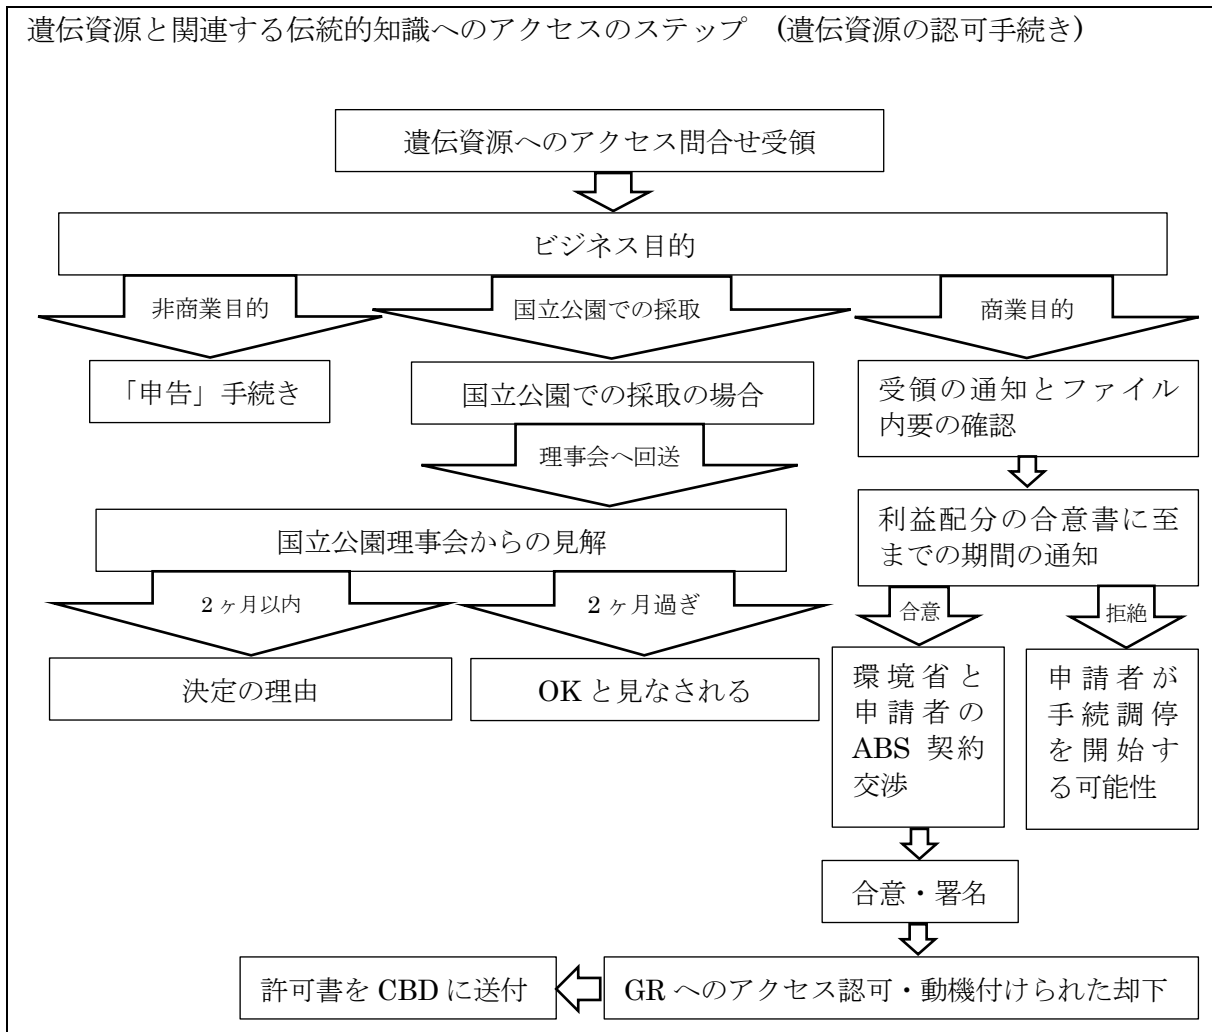 遺伝資源と関連する伝統的知識へのアクセスのステップ　(遺伝資源の認可手続き)
遺伝資源へのアクセス問合せ受領
ビジネス目的
非商業目的
国立公園での採取
商業目的
「申告」手続き
国立公園での採取の場合
受領の通知とファイル
内要の確認
理事会へ回送
利益配分の合意書に至
までの期間の通知
国立公園理事会からの見解
2ヶ月以内
2ヶ月過ぎ
合意
拒絶
決定の理由
OKと見なされる
環境省と
申請者の
ABS 契約
交渉
申請者が
手続調停
を開始す
る可能性
合意・署名
GRへのアクセス認可・動機付けられた却下
許可書をCBDに送付